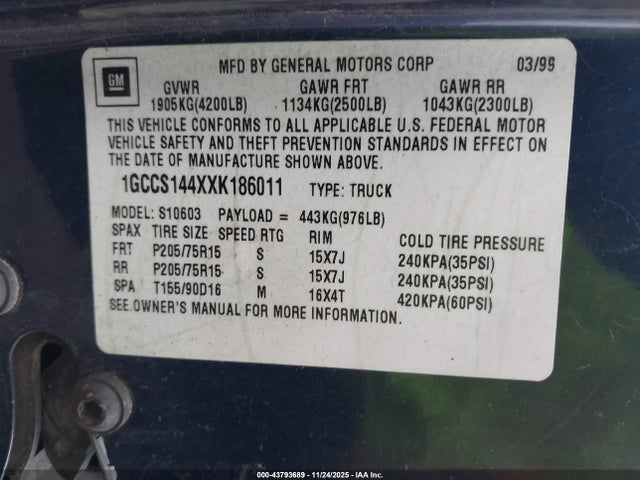 GM
MFD BY GENERAL MOTORS CORP 03/99
GVWR GAWR FRT GAWR RR
1905KG(4200LB) 1134KG(2500LB) 1043KG(2300LB)
THIS VEHICLE CONFORMS TO ALL APPLICABLE U.S. FEDERAL MOTOR
VEHICLE SAFETY AND THEFT PREVENTION STANDARDS IN EFFECT ON
THE DATE OF MANUFACTURE SHOWN ABOVE.
1GCCS144XXK186011 TYPE: TRUCK
MODEL: S10603 PAYLOAD = 443KG(976LB)
SPAX TIRE SIZE SPEED RTG RIM COLD TIRE PRESSURE
FRT P205/75R15 S 15X7J 240KPA(35PSI)
RR P205/75R15 S 15X7J 240KPA(35PSI)
SPA T155/90D16 M 16X4T 420KPA(60PSI)
SEE OWNER'S MANUAL FOR MORE INFORMATION.
000-43793689 - 11/24/2025 - IAA Inc.